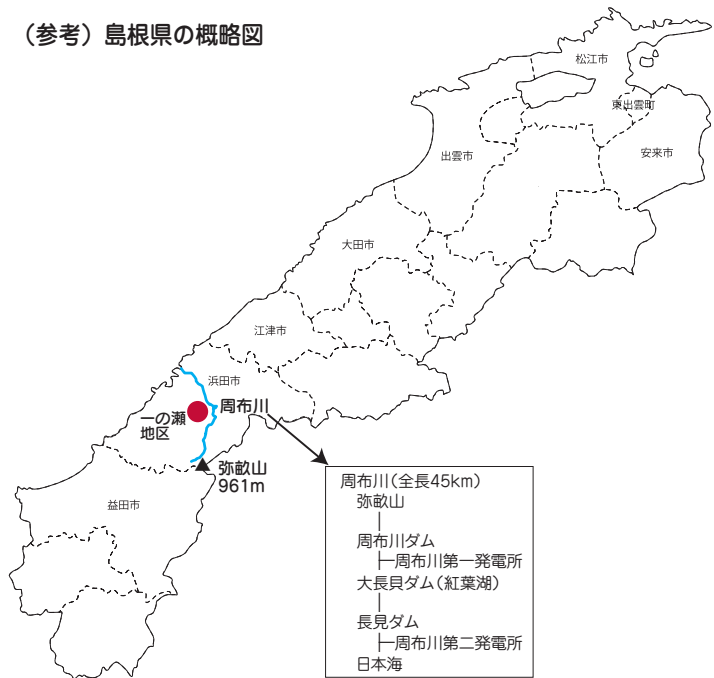 (参考) 島根県の概略図
松江市
東出雲町
安来市
出雲市
大田市
江津市
浜田市
周布川
一の瀬
地区
弥畝山
961m
益田市
周布川(全長45km)
弥畝山
周布川ダム
周布川第一発電所
大長見ダム(紅葉湖)
長見ダム
周布川第二発電所
日本海